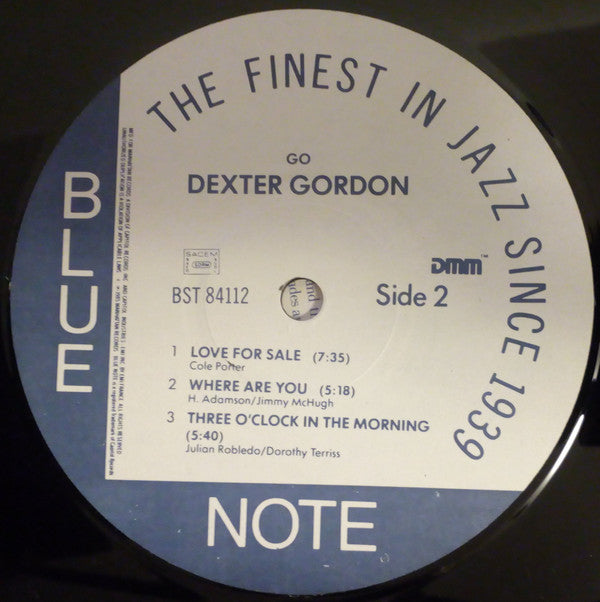 THE FINEST IN JAZZ SINCE 1939
GO
DEXTER GORDON
SACEM
DMM™
BST 84112
Side 2
1 LOVE FOR SALE (7:35)
Cole Porter
2 WHERE ARE YOU (5:18)
H. Adamson/Jimmy McHugh
3 THREE O'CLOCK IN THE MORNING
(5:40)
Julian Robledo/Dorothy Terriss
BLUE
NOTE